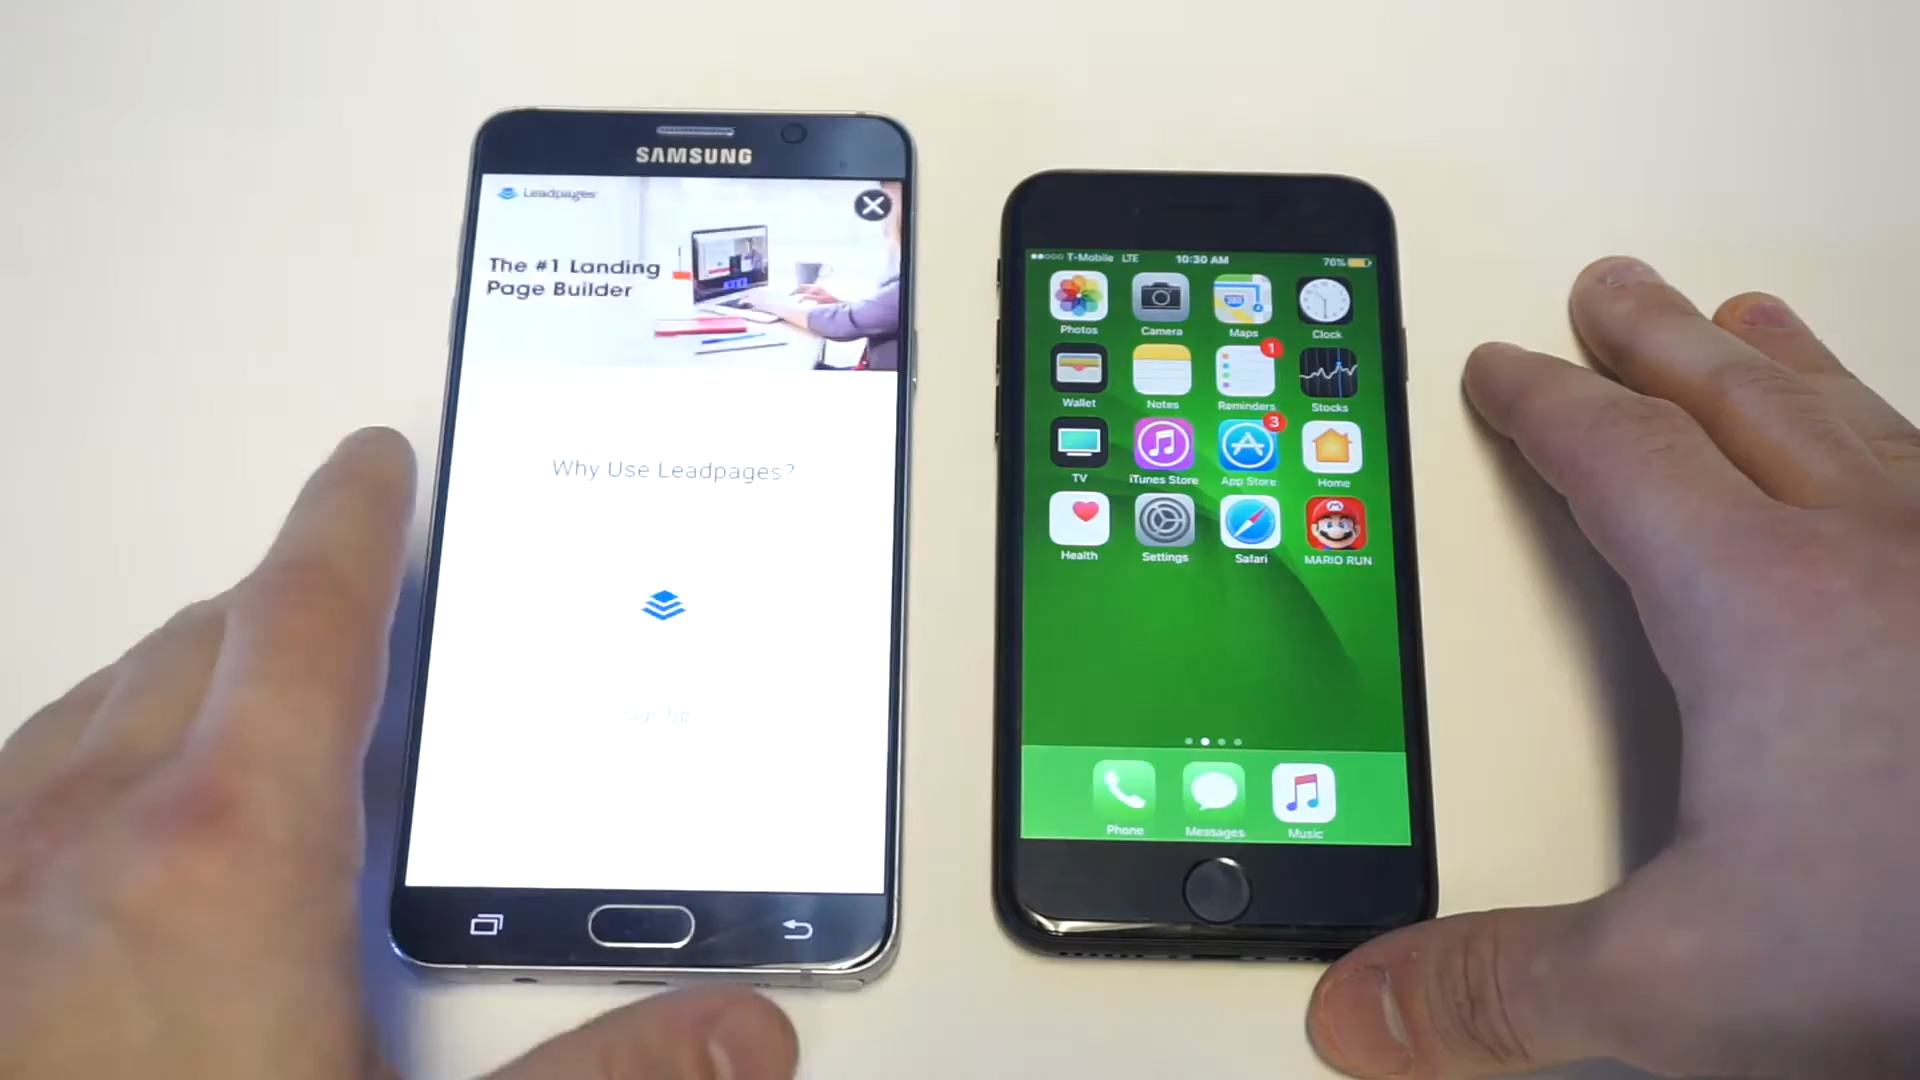 SAMSUNG
Leadpages
The #1 Landing
Page Builder
Why Use Leadpages?
Sign Up
T-Mobile LTE 10:30 AM 76%
Photos Camera Maps Clock
1
Wallet Notes Reminders Stocks
3
TV iTunes Store App Store Home
Health Settings Safari MARIO RUN
Phone Messages Music